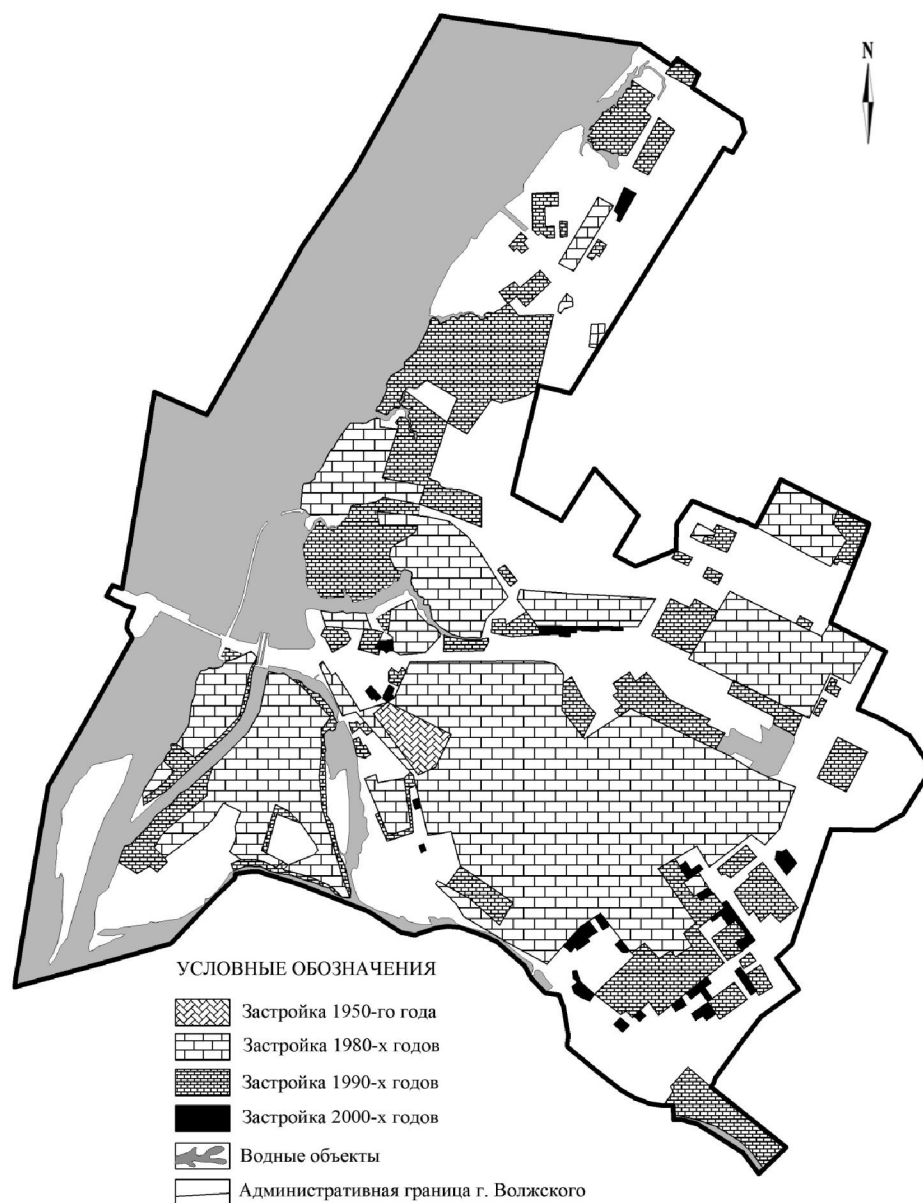 N
УСЛОВНЫЕ ОБОЗНАЧЕНИЯ
Застройка 1950-го года
Застройка 1980-х годов
Застройка 1990-х годов
Застройка 2000-х годов
Водные объекты
Административная граница г. Волжского